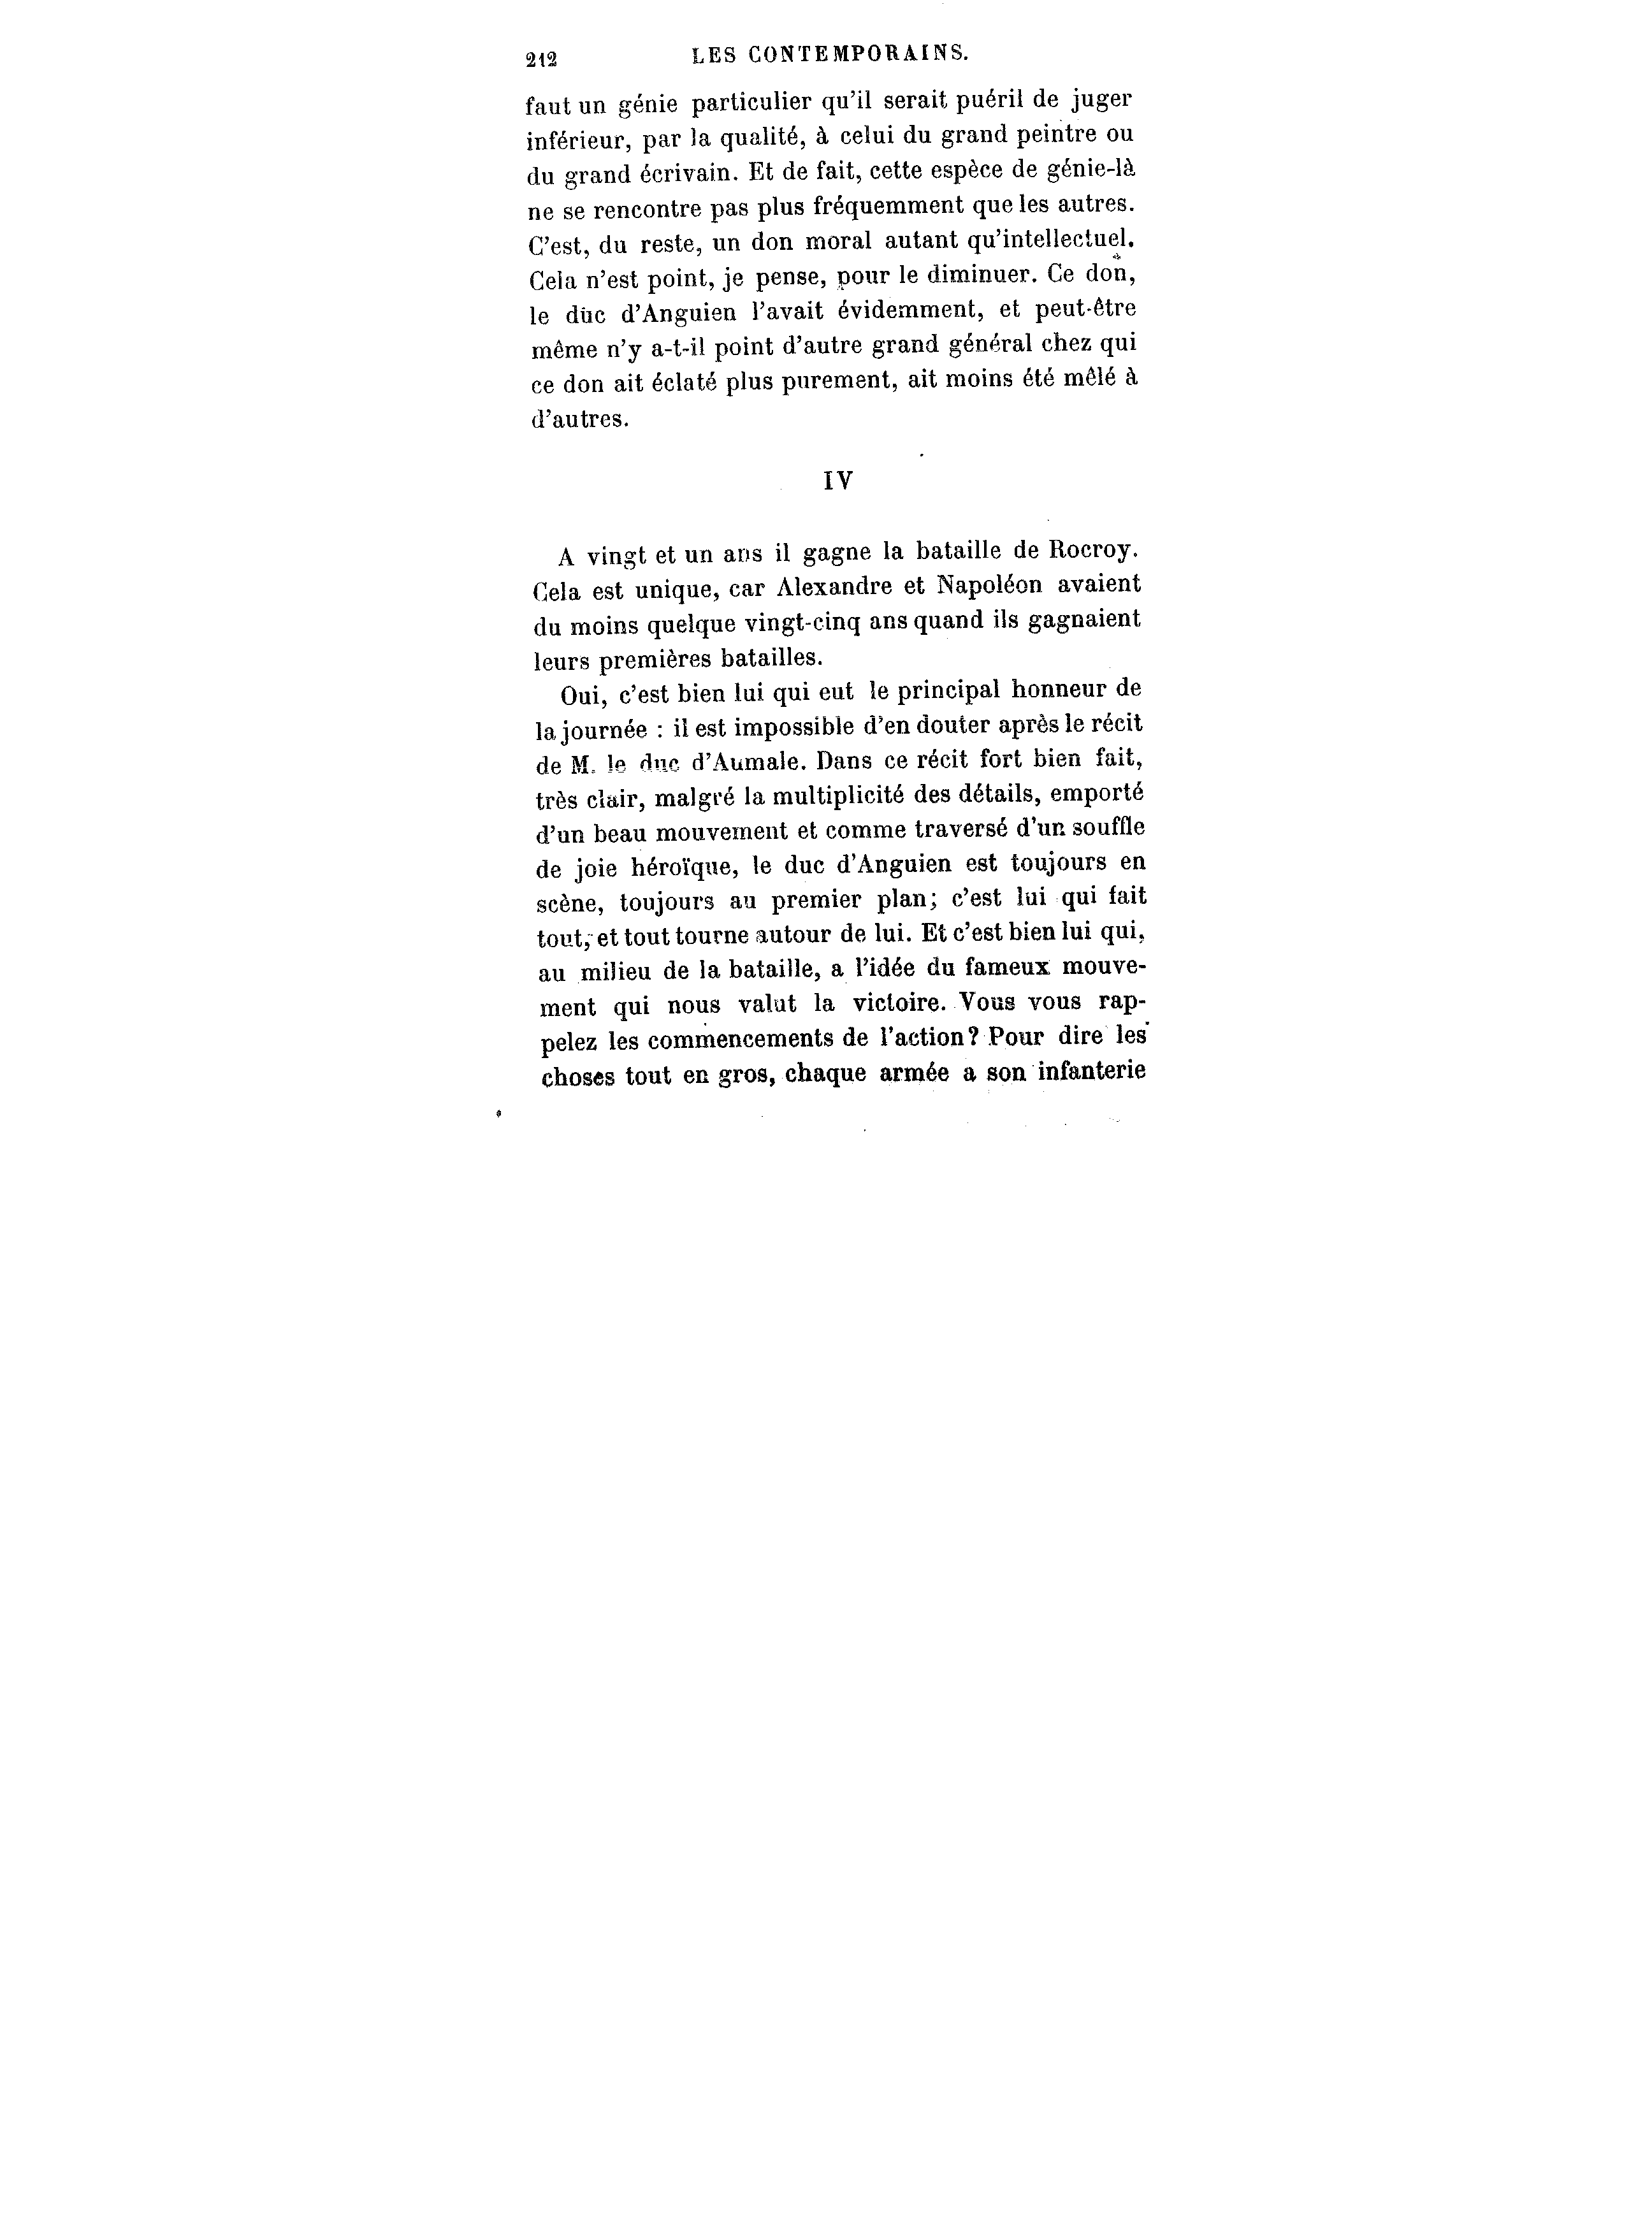 212 LES CONTEMPORAINS.
faut un génie particulier qu'il serait puéril de juger
inférieur, par la qualité, à celui du grand peintre ou
du grand écrivain. Et de fait, cette espèce de génie-là
ne se rencontre pas plus fréquemment que les autres.
C'est, du reste, un don moral autant qu'intellectuel.
Cela n'est point, je pense, pour le diminuer. Ce don,
le duc d'Anguien l'avait évidemment, et peut-être
même n'y a-t-il point d'autre grand général chez qui
ce don ait éclaté plus purement, ait moins été mêlé à
d'autres.
IV
A vingt et un ans il gagne la bataille de Rocroy.
Cela est unique, car Alexandre et Napoléon avaient
du moins quelque vingt-cinq ans quand ils gagnaient
leurs premières batailles.
Oui, c'est bien lui qui eut le principal honneur de
la journée : il est impossible d'en douter après le récit
de M. le duc d'Aumale. Dans ce récit fort bien fait,
très clair, malgré la multiplicité des détails, emporté
d'un beau mouvement et comme traversé d'un souffle
de joie héroïque, le duc d'Anguien est toujours en
scène, toujours au premier plan; c'est lui qui fait
tout, et tout tourne autour de lui. Et c'est bien lui qui,
au milieu de la bataille, a l'idée du fameux mouve-
ment qui nous valut la victoire. Vous vous rap-
pelez les commencements de l'action? Pour dire les
choses tout en gros, chaque armée a son infanterie